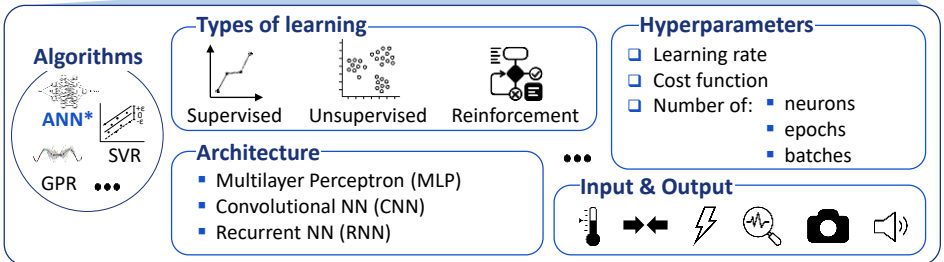 Algorithms
ANN*
SVR
+ε
0
-ε
GPR
Types of learning
Supervised
Unsupervised
Reinforcement
Architecture
Multilayer Perceptron (MLP)
Convolutional NN (CNN)
Recurrent NN (RNN)
Hyperparameters
Learning rate
Cost function
Number of:
neurons
epochs
batches
Input & Output